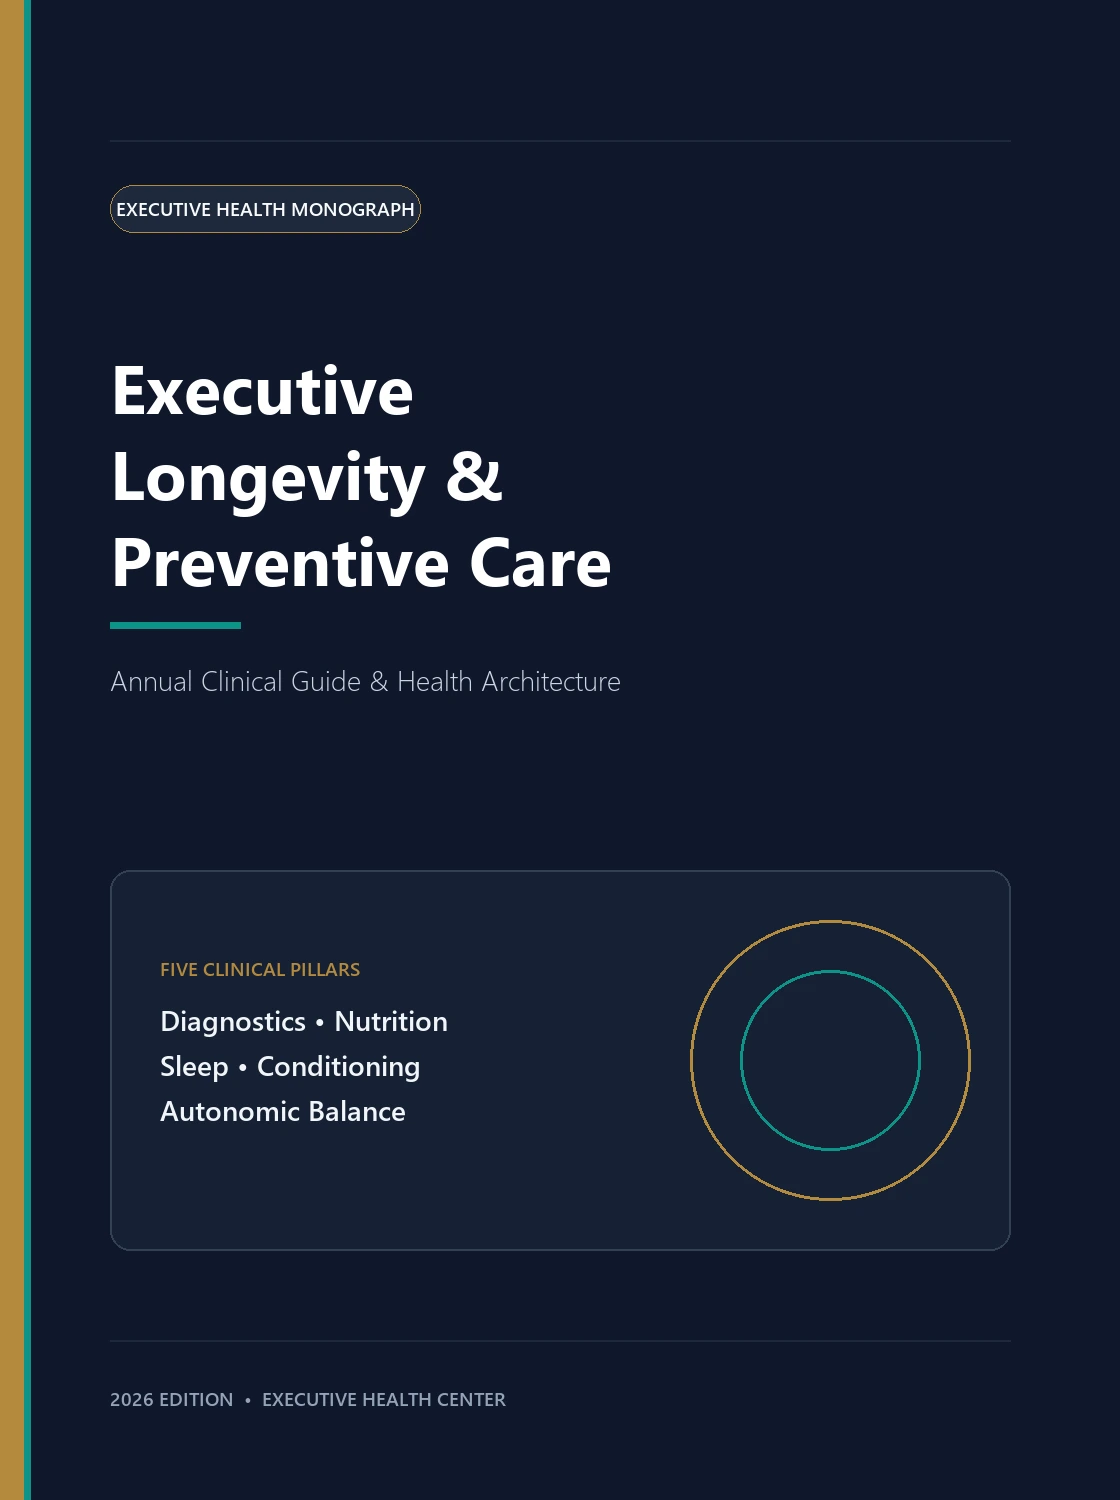 EXECUTIVE HEALTH MONOGRAPH
Executive
Longevity &
Preventive Care
Annual Clinical Guide & Health Architecture
FIVE CLINICAL PILLARS
Diagnostics • Nutrition
Sleep • Conditioning
Autonomic Balance
2026 EDITION • EXECUTIVE HEALTH CENTER